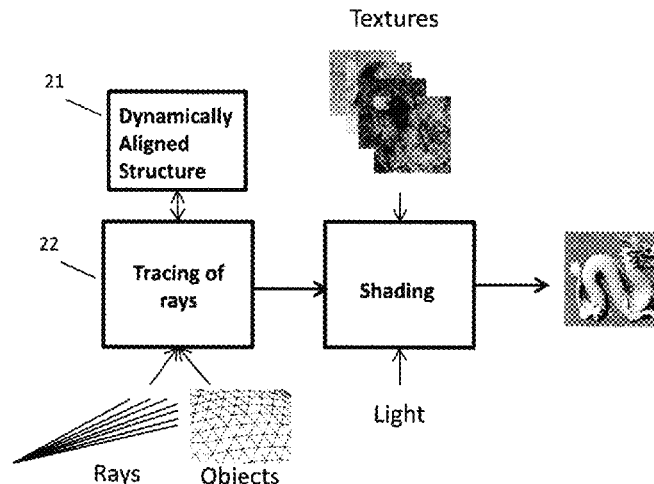 Textures
21
Dynamically
Aligned
Structure
22
Tracing of
rays
Shading
Light
Rays
Objects